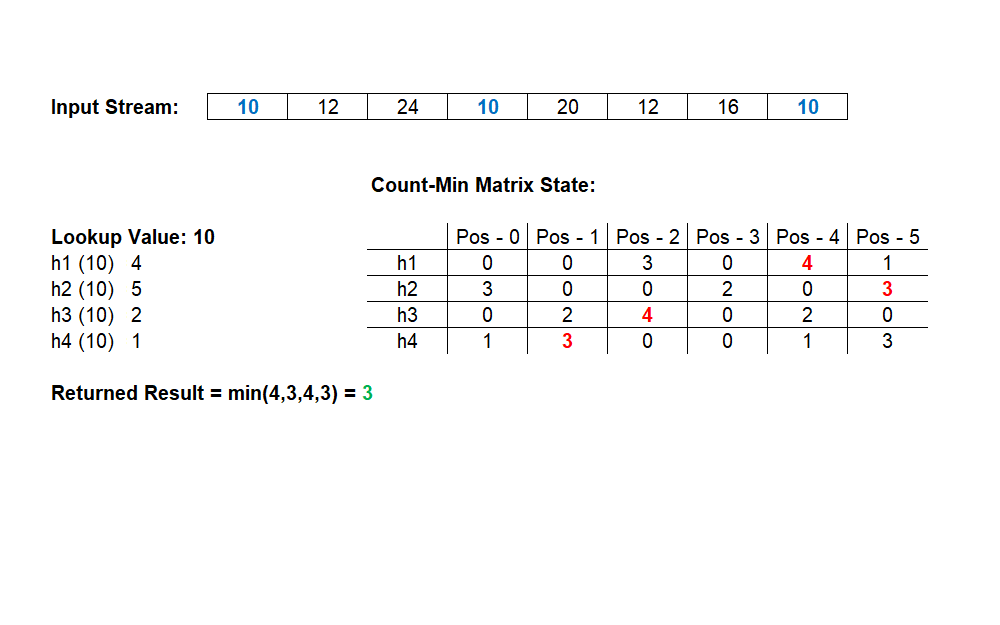 Input Stream: 10 12 24 10 20 12 16 10
Count-Min Matrix State:
Lookup Value: 10
h1 (10) 4
h2 (10) 5
h3 (10) 2
h4 (10) 1
Pos - 0 Pos - 1 Pos - 2 Pos - 3 Pos - 4 Pos - 5
h1 0 0 3 0 4 1
h2 3 0 0 2 0 3
h3 0 2 4 0 2 0
h4 1 3 0 0 1 3
Returned Result = min(4,3,4,3) = 3